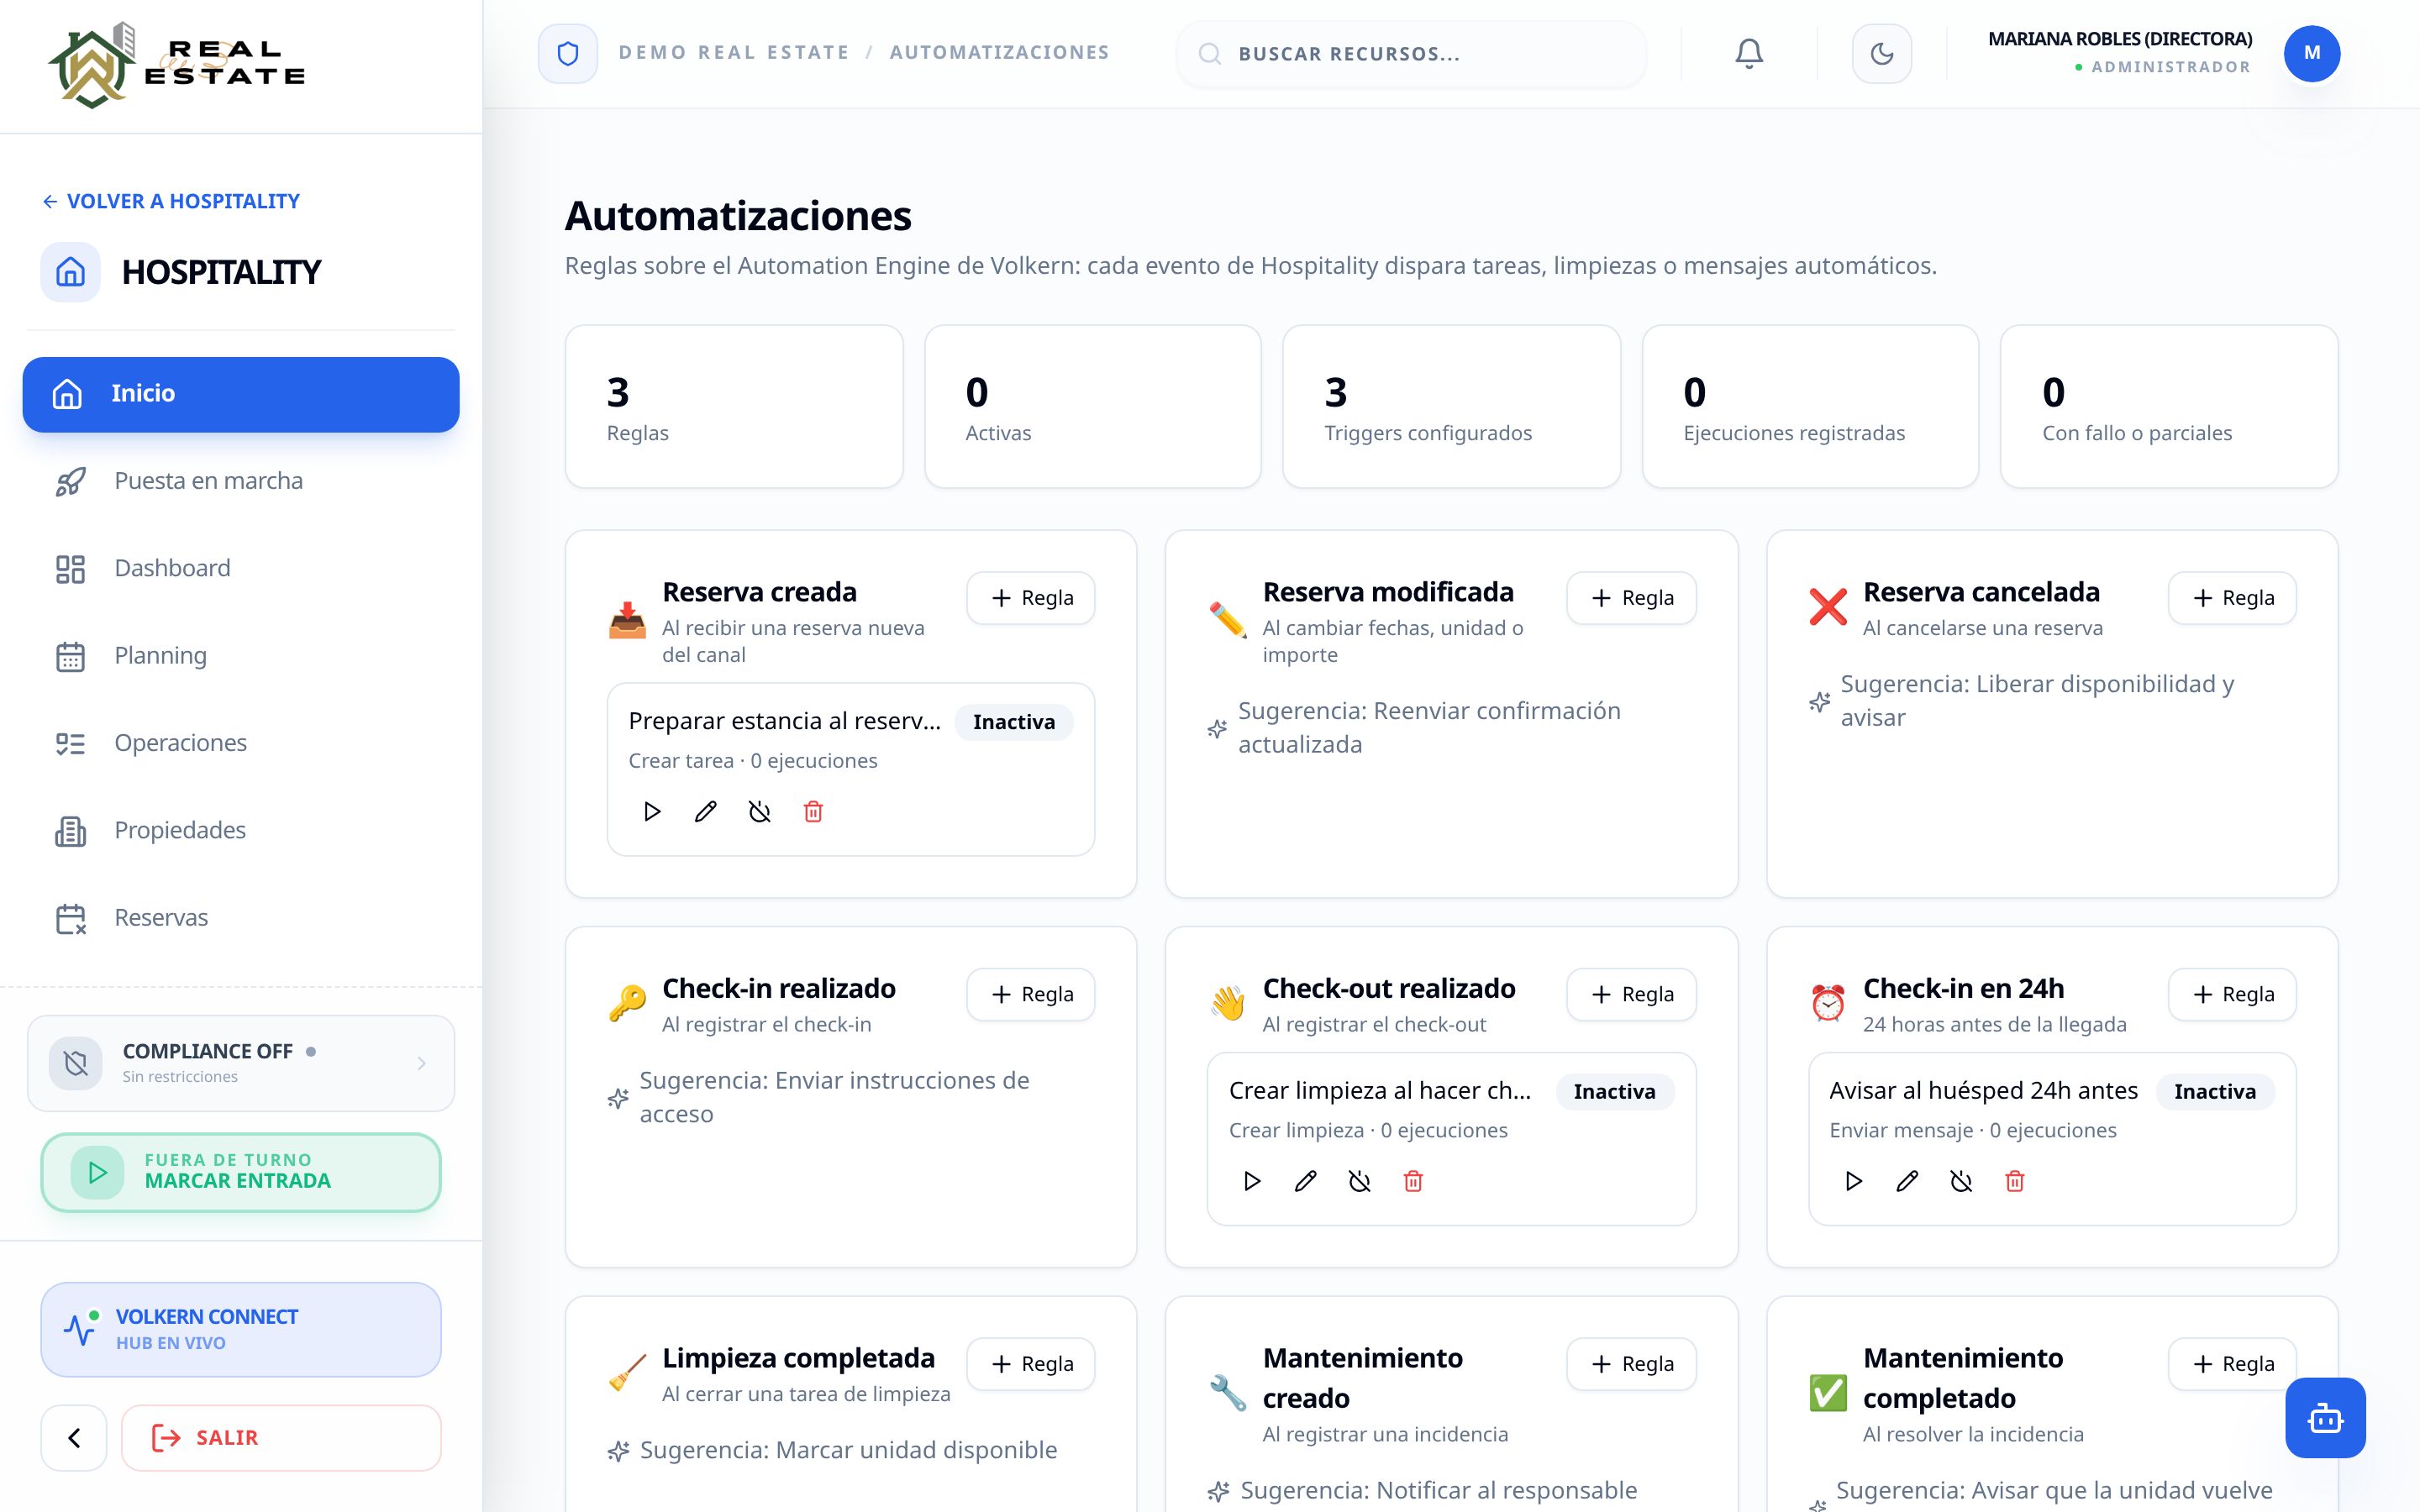 REAL
ESTATE
← VOLVER A HOSPITALITY
HOSPITALITY
Inicio
Puesta en marcha
Dashboard
Planning
Operaciones
Propiedades
Reservas
COMPLIANCE OFF
Sin restricciones
FUERA DE TURNO
MARCAR ENTRADA
VOLKERN CONNECT
HUB EN VIVO
SALIR
DEMO REAL ESTATE / AUTOMATIZACIONES
BUSCAR RECURSOS...
MARIANA ROBLES (DIRECTORA)
ADMINISTRADOR
M
Automatizaciones
Reglas sobre el Automation Engine de Volkern: cada evento de Hospitality dispara tareas, limpiezas o mensajes automáticos.
3
Reglas
0
Activas
3
Triggers configurados
0
Ejecuciones registradas
0
Con fallo o parciales
Reserva creada
Al recibir una reserva nueva
del canal
+ Regla
Preparar estancia al reserv...
Inactiva
Crear tarea · 0 ejecuciones
Reserva modificada
Al cambiar fechas, unidad o
importe
+ Regla
Sugerencia: Reenviar confirmación
actualizada
Reserva cancelada
Al cancelarse una reserva
+ Regla
Sugerencia: Liberar disponibilidad y
avisar
Check-in realizado
Al registrar el check-in
+ Regla
Sugerencia: Enviar instrucciones de
acceso
Check-out realizado
Al registrar el check-out
+ Regla
Crear limpieza al hacer ch...
Inactiva
Crear limpieza · 0 ejecuciones
Check-in en 24h
24 horas antes de la llegada
+ Regla
Avisar al huésped 24h antes
Inactiva
Enviar mensaje · 0 ejecuciones
Limpieza completada
Al cerrar una tarea de limpieza
+ Regla
Sugerencia: Marcar unidad disponible
Mantenimiento
creado
Al registrar una incidencia
+ Regla
Sugerencia: Notificar al responsable
Mantenimiento
completado
Al resolver la incidencia
+ Regla
Sugerencia: Avisar que la unidad vuelve